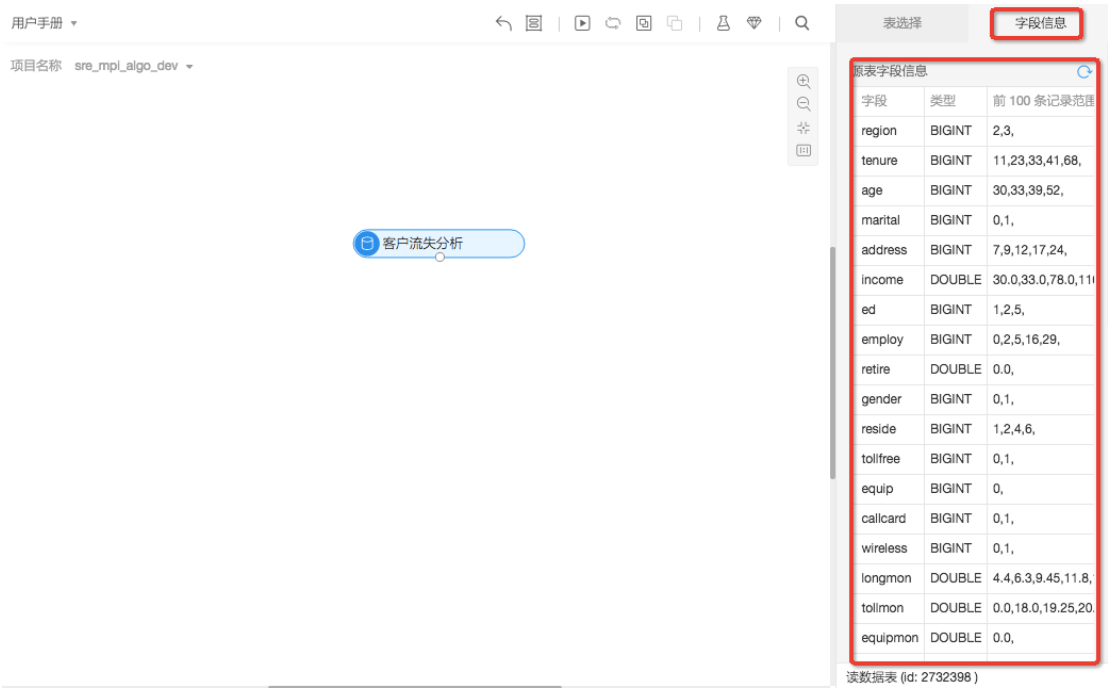 用户手册
表选择 字段信息
项目名称 sre_mpi_algo_dev
源表字段信息
字段 类型 前 100 条记录范围
region BIGINT 2,3,
tenure BIGINT 11,23,33,41,68,
age BIGINT 30,33,39,52,
marital BIGINT 0,1,
address BIGINT 7,9,12,17,24,
income DOUBLE 30.0,33.0,78.0,11
ed BIGINT 1,2,5,
employ BIGINT 0,2,5,16,29,
retire DOUBLE 0.0,
gender BIGINT 0,1,
reside BIGINT 1,2,4,6,
tollfree BIGINT 0,1,
equip BIGINT 0,
callcard BIGINT 0,1,
wireless BIGINT 0,1,
longmon DOUBLE 4.4,6.3,9.45,11.8,
tollmon DOUBLE 0.0,18.0,19.25,20.
equipmon DOUBLE 0.0,
客户流失分析
读数据表 (id: 2732398 )